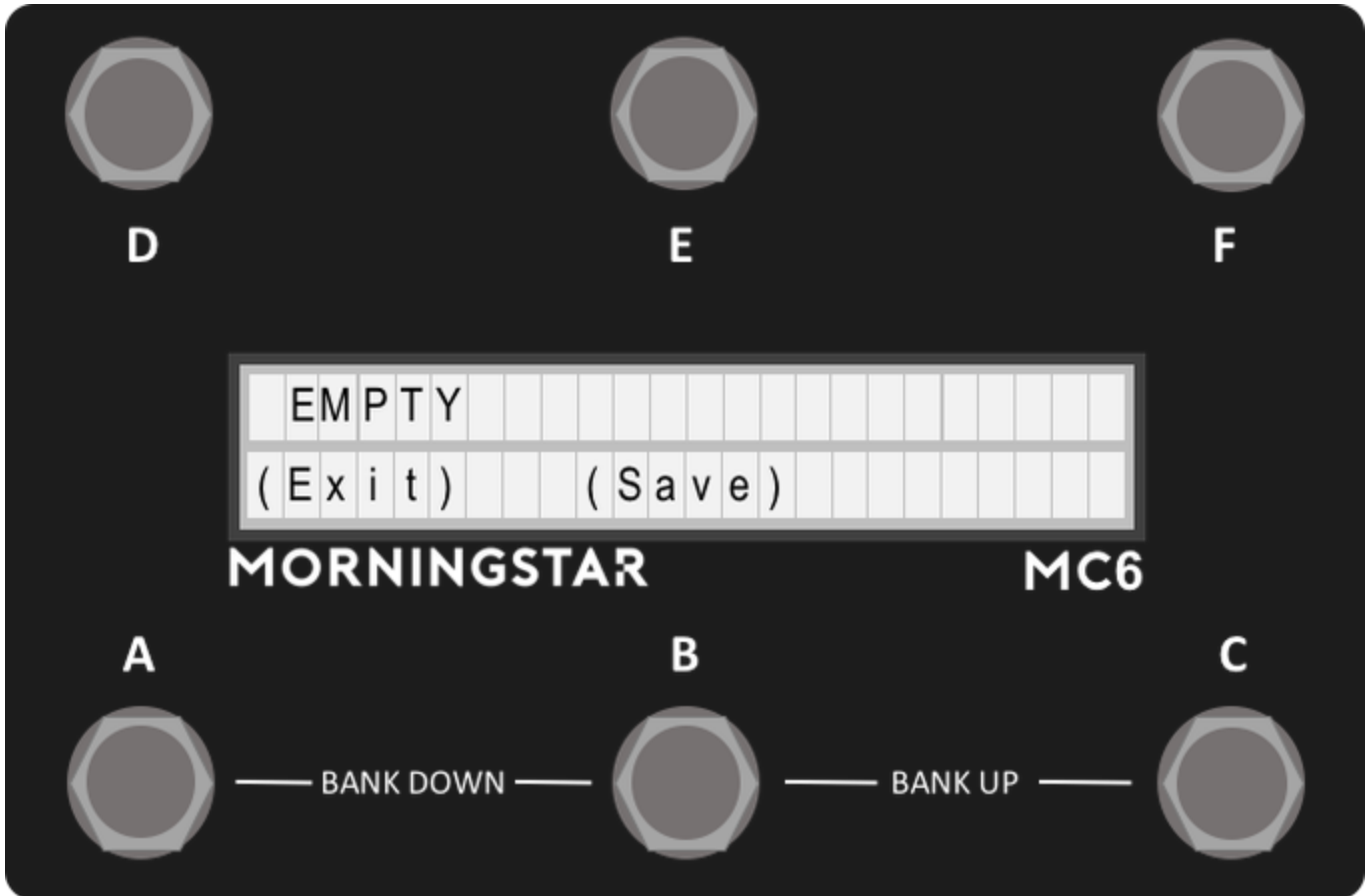 D E F
EMPTY
(Exit) (Save)
MORNINGSTAR MC6
A B C
BANK DOWN BANK UP